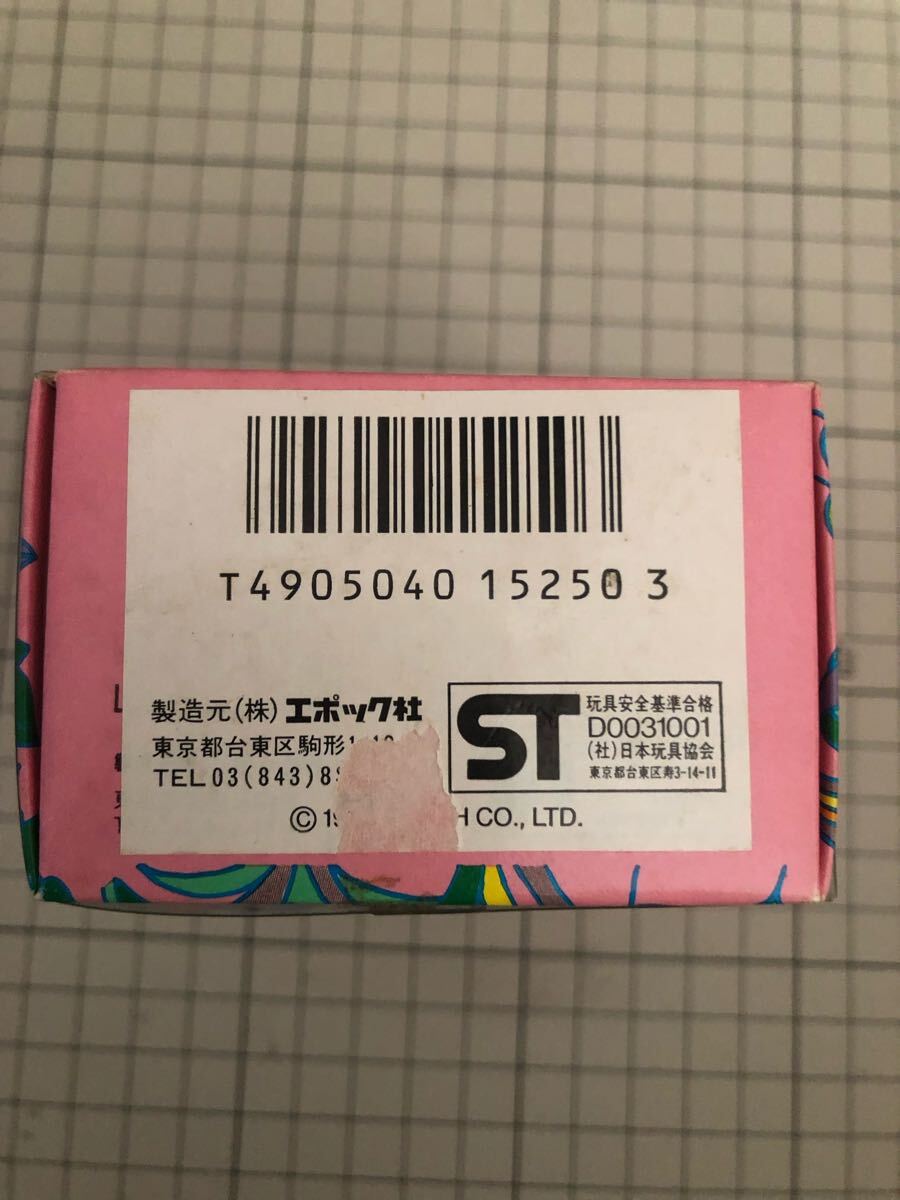 T4905040 15250 3
製造元(株)エポック社
東京都台東区駒形
TEL 03(843)8
© 19
CO., LTD.
ST
玩具安全基準合格
D0031001
(社)日本玩具協会
東京都台東区寿3-14-11